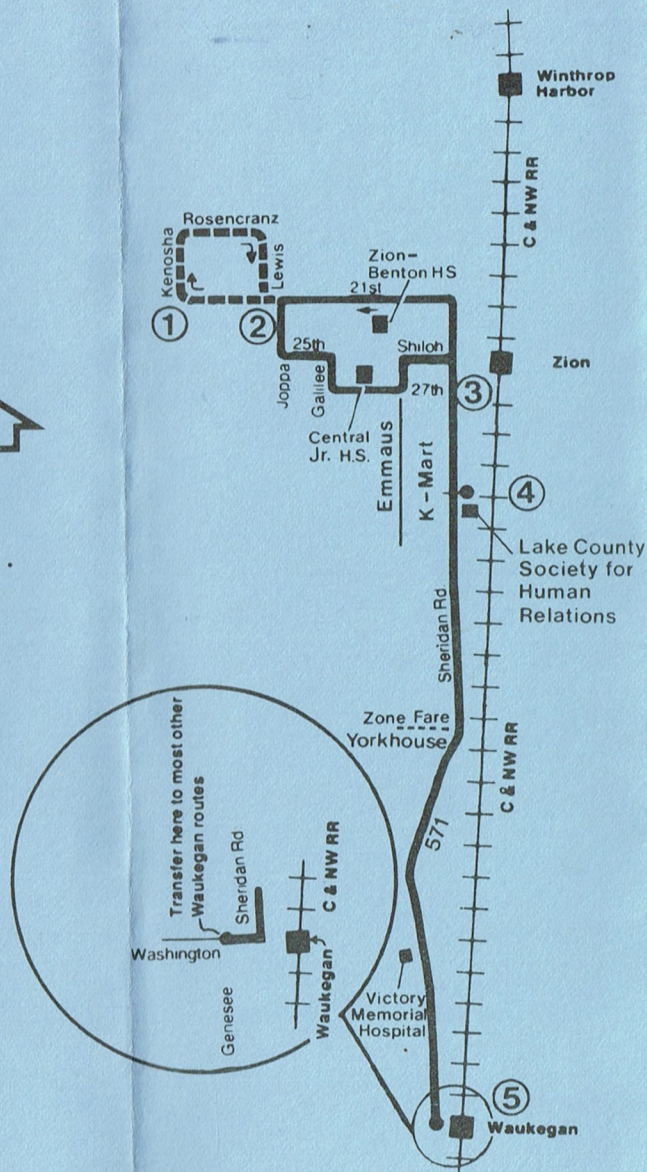 Winthrop
Harbor
C & NW RR
Rosencranz
Kenosha
Lewis
Zion-
Benton HS
21st
1
2
25th
Shiloh
Zion
Joppa
Galilee
27th
3
Central
Jr. H.S.
Emmaus
K-Mart
4
Lake County
Society for
Human
Relations
Sheridan Rd.
Zone Fare
Yorkhouse
C & NW RR
571
Transfer here to most other
Waukegan routes
Sheridan Rd
C & NW RR
Washington
Genesee
Waukegan
Victory
Memorial
Hospital
5
Waukegan